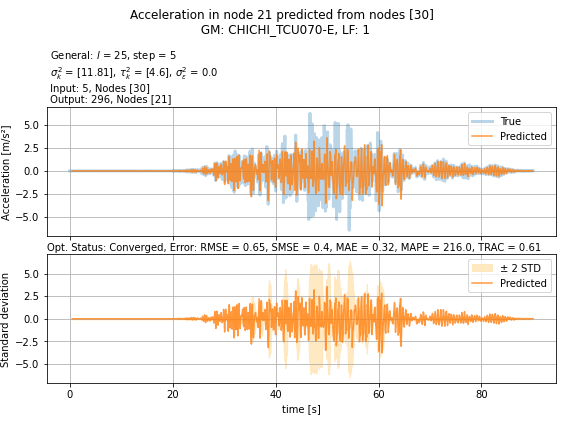 Acceleration in node 21 predicted from nodes [30]
GM: CHICHI_TCU070-E, LF: 1
General: l = 25, step = 5
σ²ₖ = [11.81], τ²ₖ = [4.6], σ²ε = 0.0
Input: 5, Nodes [30]
Output: 296, Nodes [21]
Acceleration [m/s²]
5.0
2.5
0.0
−2.5
−5.0
True
Predicted
Opt. Status: Converged, Error: RMSE = 0.65, SMSE = 0.4, MAE = 0.32, MAPE = 216.0, TRAC = 0.61
Standard deviation
5.0
2.5
0.0
−2.5
−5.0
± 2 STD
Predicted
0 20 40 60 80
time [s]